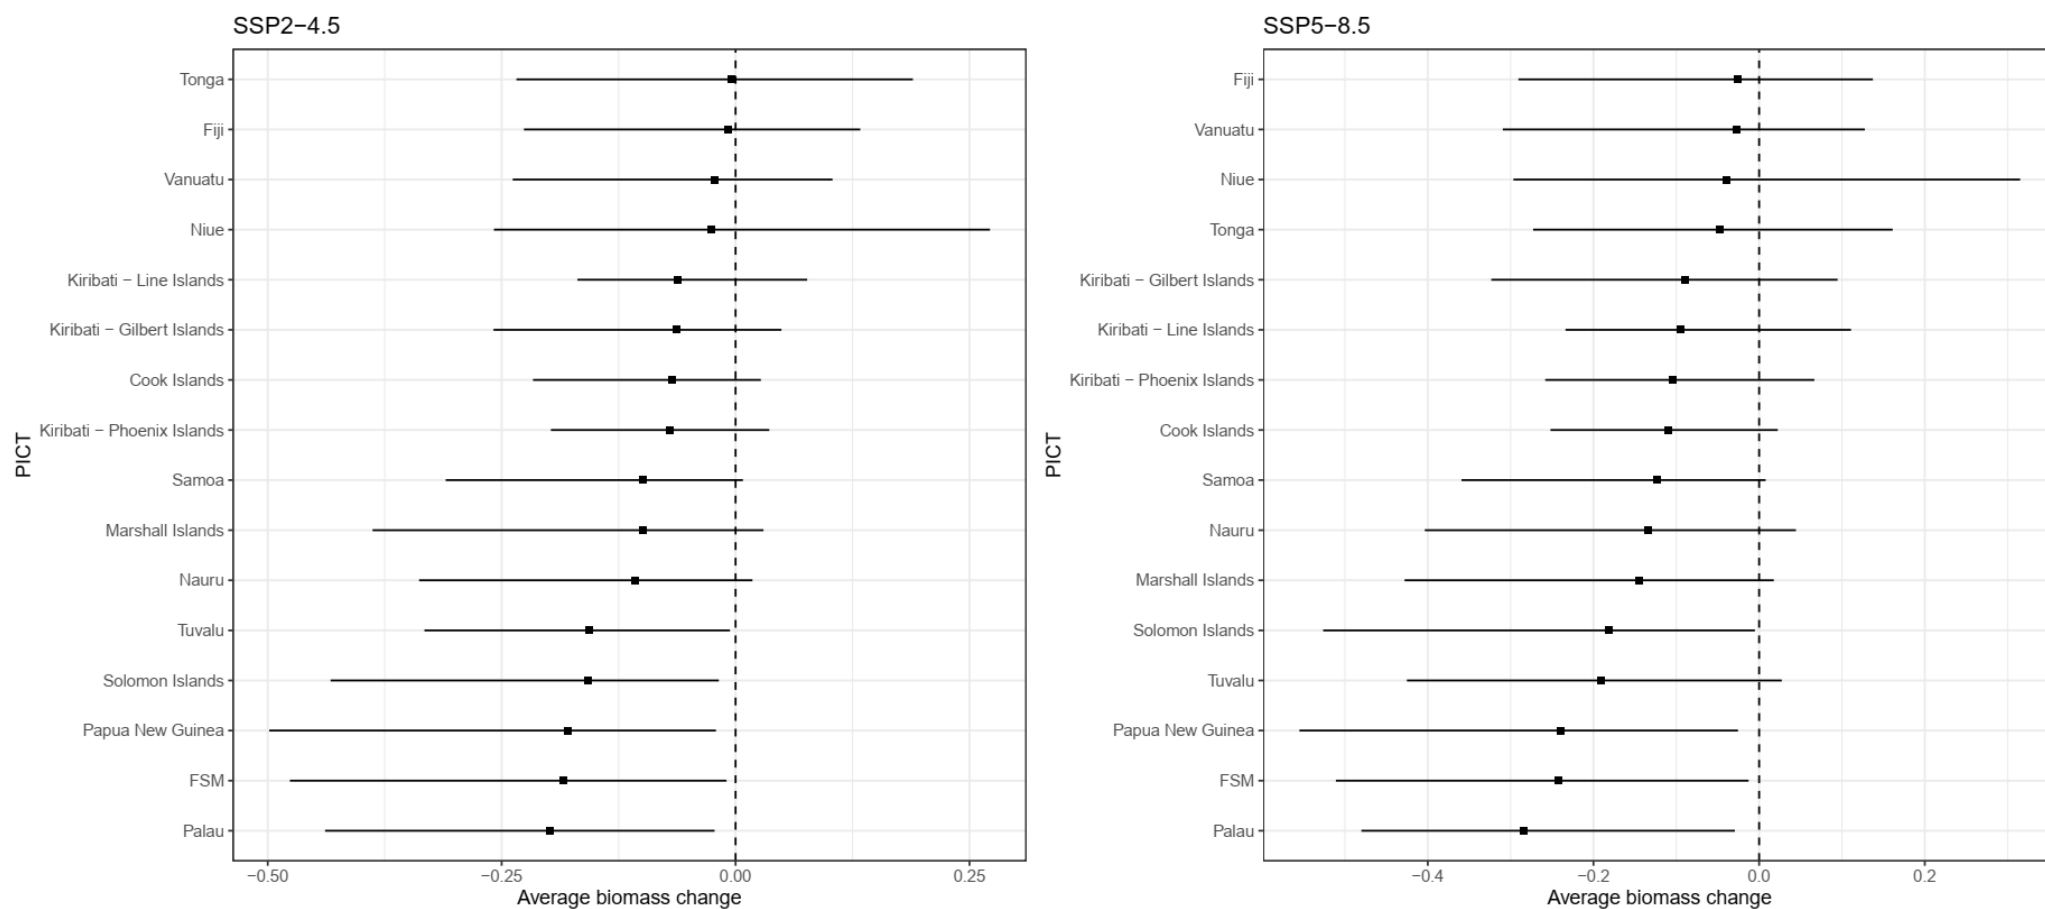 SSP2−4.5
Tonga
Fiji
Vanuatu
Niue
Kiribati − Line Islands
Kiribati − Gilbert Islands
Cook Islands
Kiribati − Phoenix Islands
Samoa
Marshall Islands
Nauru
Tuvalu
Solomon Islands
Papua New Guinea
FSM
Palau
PICT
−0.50
−0.25
0.00
0.25
Average biomass change
SSP5−8.5
Fiji
Vanuatu
Niue
Tonga
Kiribati − Gilbert Islands
Kiribati − Line Islands
Kiribati − Phoenix Islands
Cook Islands
Samoa
Nauru
Marshall Islands
Solomon Islands
Tuvalu
Papua New Guinea
FSM
Palau
PICT
−0.4
−0.2
0.0
0.2
Average biomass change